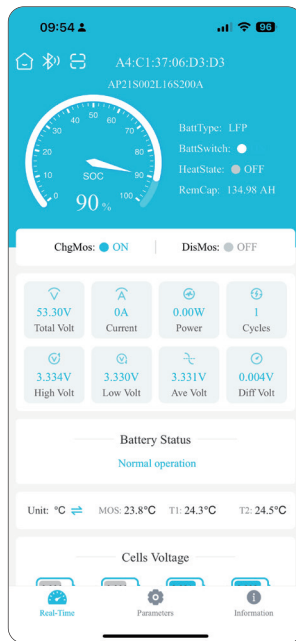 09:54 96
A4:C1:37:06:D3:D3
AP21S002L16S200A
0 10 20 30 40 50 60 70 80 90 100
SOC
90 %
BattType: LFP
BattSwitch:
HeatState: OFF
RemCap: 134.98 AH
ChgMos: ON DisMos: OFF
53.30V 0A 0.00W 1
Total Volt Current Power Cycles
3.334V 3.330V 3.331V 0.004V
High Volt Low Volt Ave Volt Diff Volt
Battery Status
Normal operation
Unit: °C MOS: 23.8°C T1: 24.3°C T2: 24.5°C
Cells Voltage
Real-Time Parameters Information